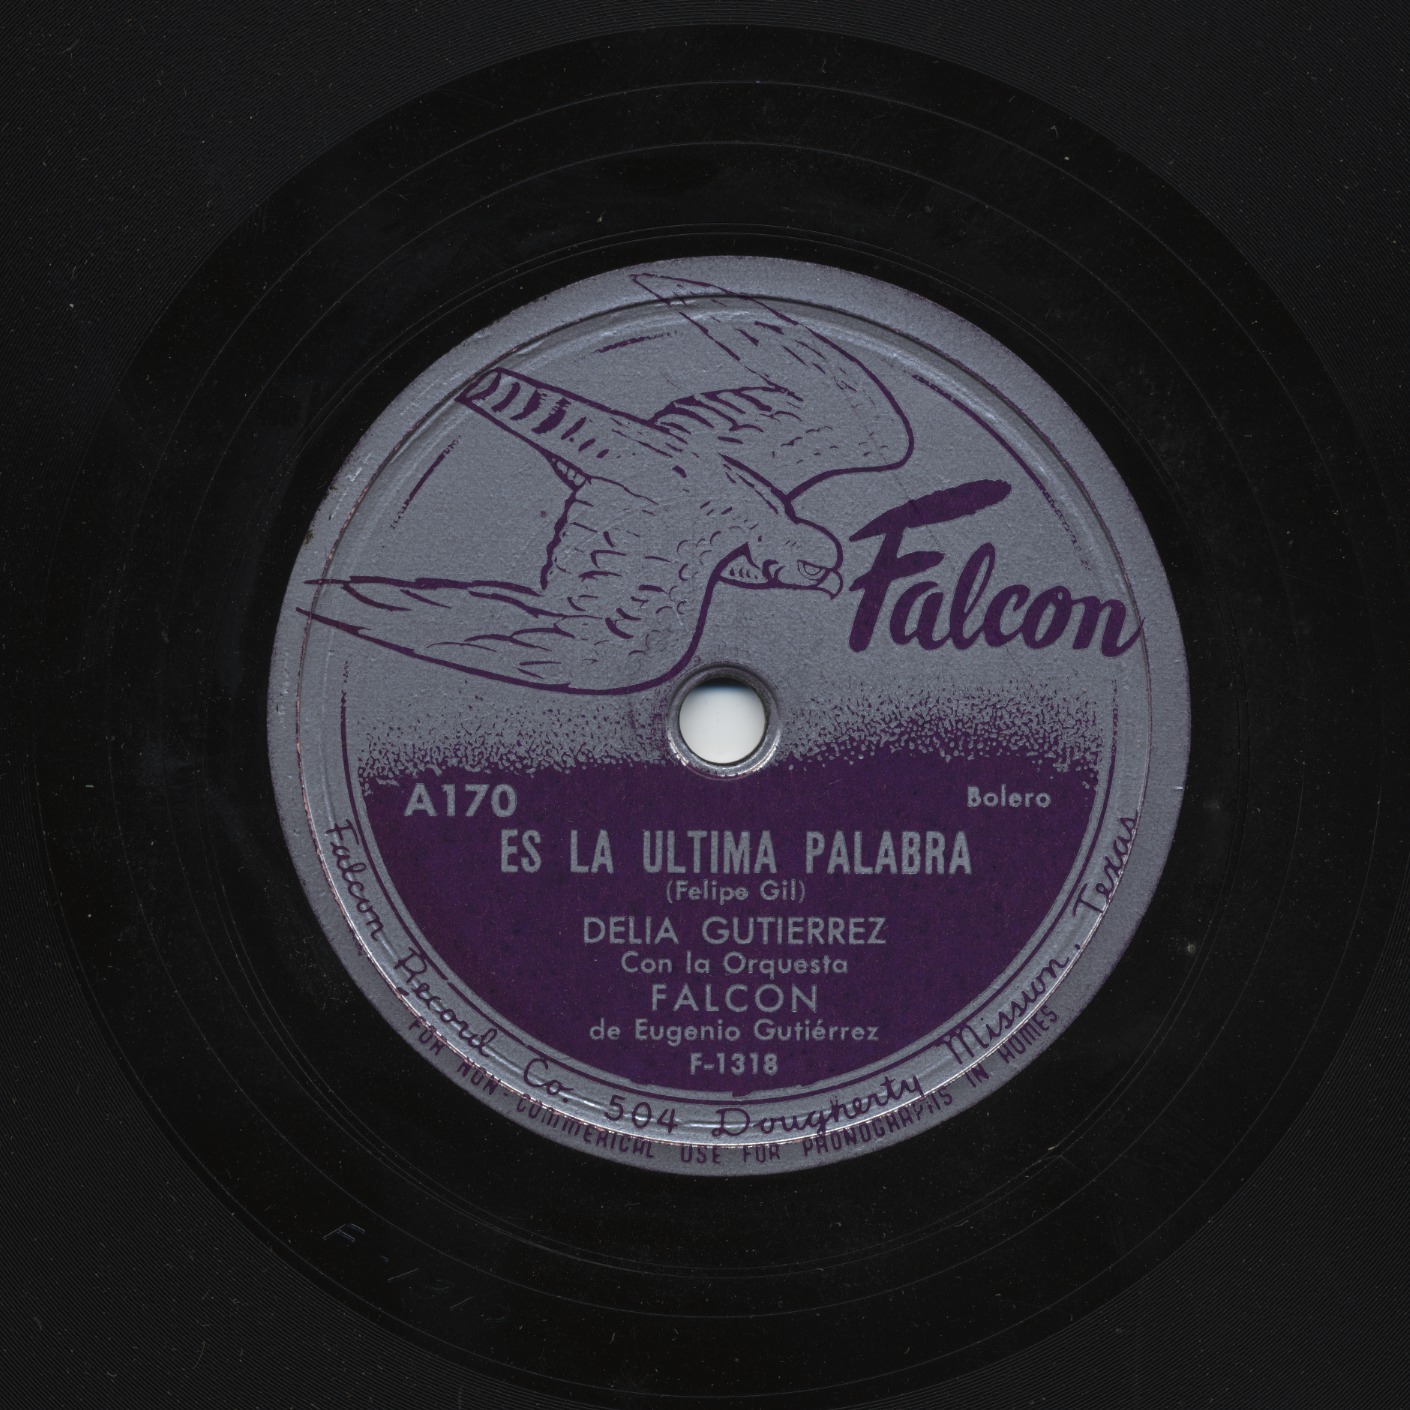 Falcon
A170
Bolero
ES LA ULTIMA PALABRA
(Felipe Gil)
DELIA GUTIERREZ
Con la Orquesta
FALCON
de Eugenio Gutiérrez
F-1318
Falcon Record Co. 504 Dougherty Mission, Texas
FOR NON-COMMERICAL USE FOR PHONOGRAPHS IN HOMES